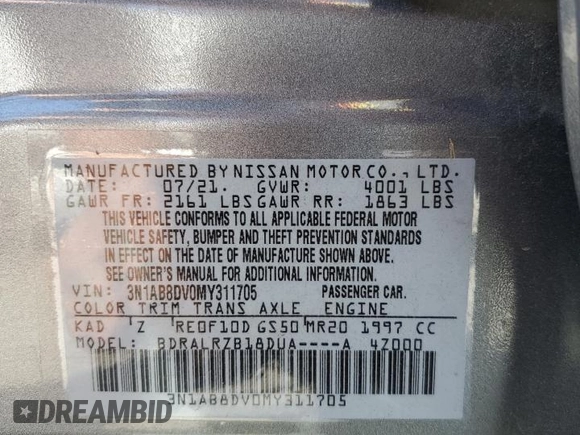 MANUFACTURED BY NISSAN MOTOR CO., LTD.
DATE: 07/21. GVWR: 4001 LBS
GAWR FR: 2161 LBS GAWR RR: 1863 LBS
THIS VEHICLE CONFORMS TO ALL APPLICABLE FEDERAL MOTOR
VEHICLE SAFETY, BUMPER AND THEFT PREVENTION STANDARDS
IN EFFECT ON THE DATE OF MANUFACTURE SHOWN ABOVE.
SEE OWNER'S MANUAL FOR ADDITIONAL INFORMATION.
VIN: 3N1AB8DV0MY311705 PASSENGER CAR.
COLOR TRIM TRANS AXLE ENGINE
KAD Z RE0F10D GS50 MR20 1997 CC
MODEL: BDRALRZB18DUA----A 4Z000
3N1AB8DV0MY311705
DREAMBID